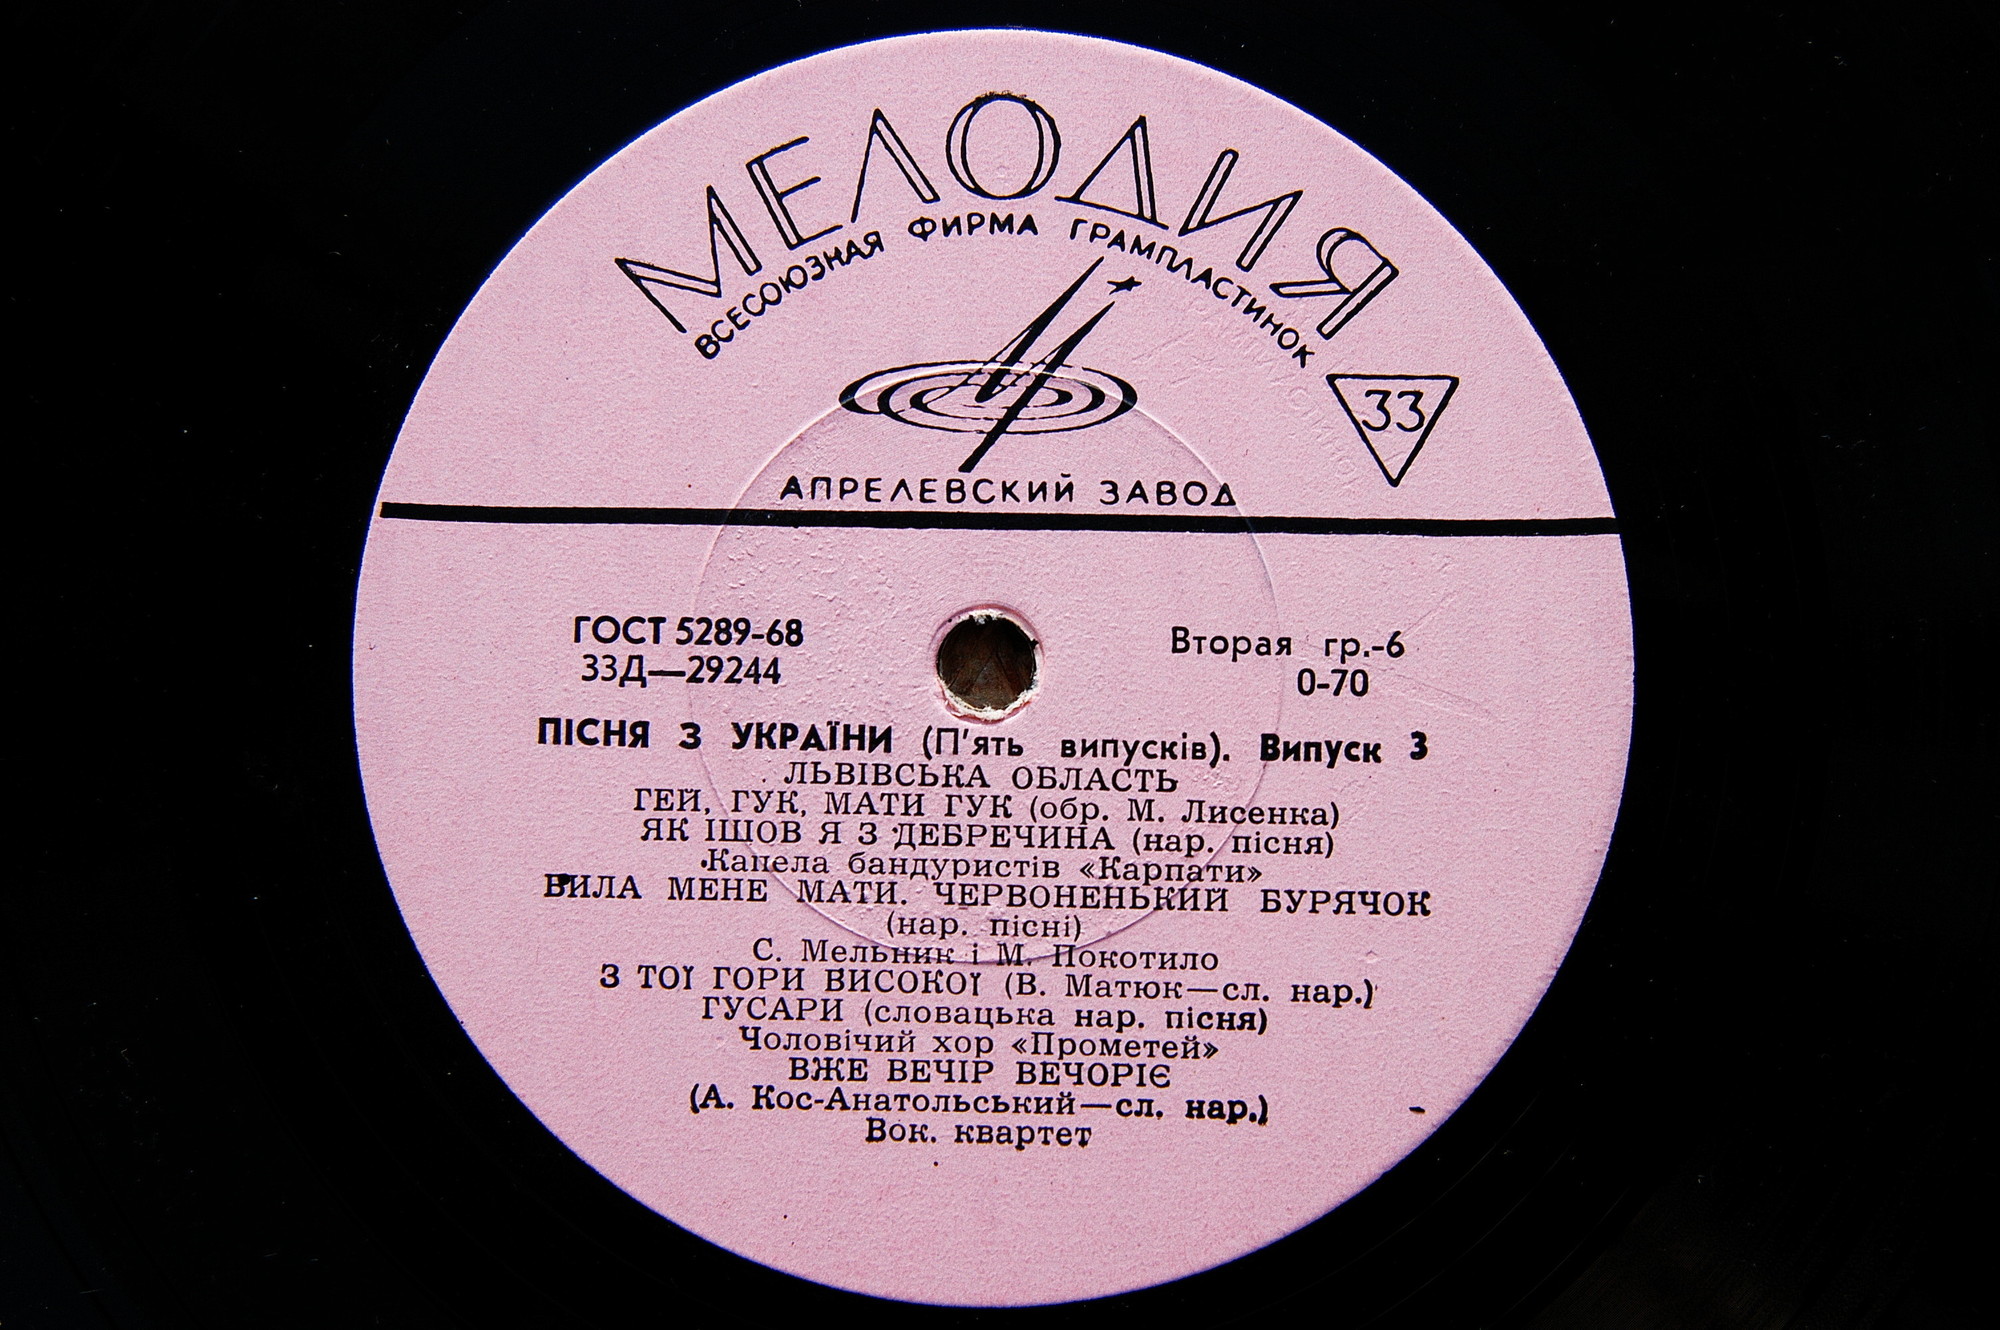 МЕЛОДИЯ
ВСЕСОЮЗНАЯ ФИРМА ГРАМПЛАСТИНОК
33
АПРЕЛЕВСКИЙ ЗАВОД
ГОСТ 5289-68
33Д—29244
Вторая гр.-6
0-70
ПІСНЯ З УКРАЇНИ (П'ять випусків). Випуск 3
ЛЬВІВСЬКА ОБЛАСТЬ
ГЕЙ, ГУК, МАТИ ГУК (обр. М. Лисенка)
ЯК ІШОВ Я З ДЕБРЕЧИНА (нар. пісня)
Капела бандуристів «Карпати»
БИЛА МЕНЕ МАТИ. ЧЕРВОНЕНЬКИЙ БУРЯЧОК
(нар. пісні)
С. Мельник і М. Покотило
З ТОЇ ГОРИ ВИСОКОЇ (В. Матюк—сл. нар.)
ГУСАРИ (словацька нар. пісня)
Чоловічий хор «Прометей»
ВЖЕ ВЕЧІР ВЕЧОРІЄ
(А. Кос-Анатольський—сл. нар.)
Вок. квартет